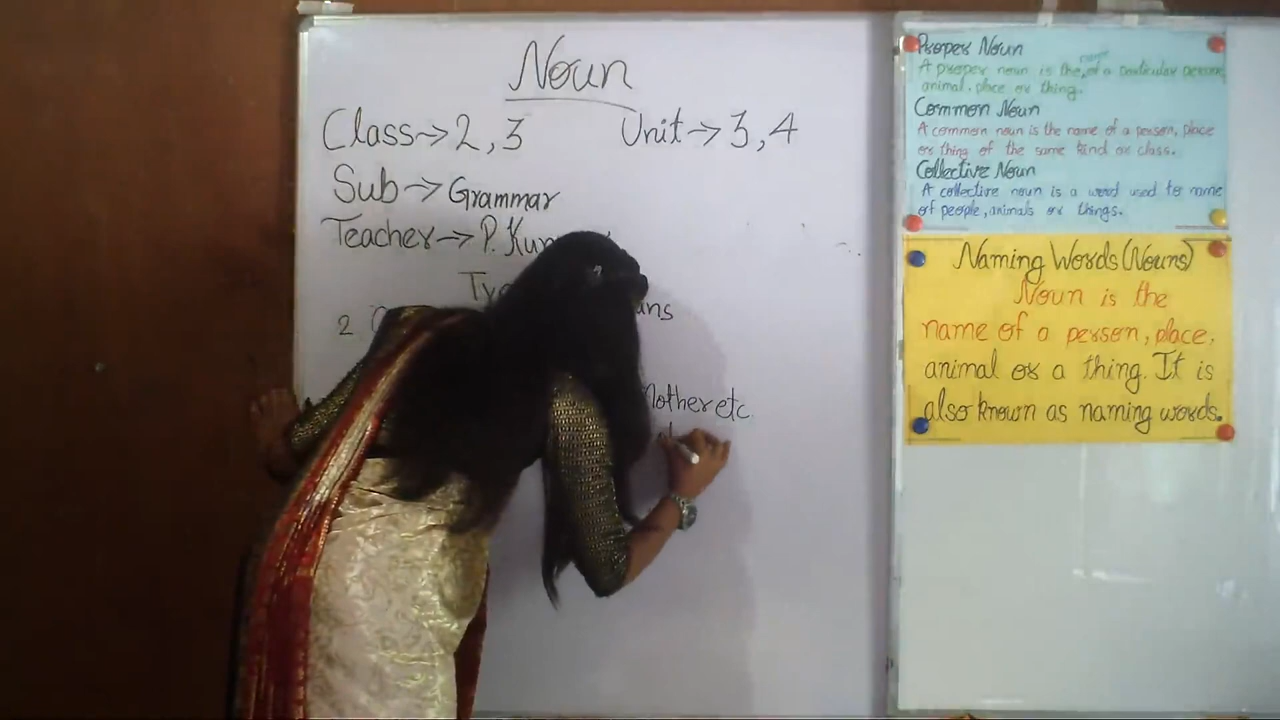 Noun
Class→2,3 Unit→3,4
Sub→Grammar
Teacher→P.
2
Mother etc.
Proper Noun
A proper noun is the name of a particular person,
animal, place or thing.
Common Noun
A common noun is the name of a person, place
or thing of the same kind or class.
Collective Noun
A collective noun is a word used to name
of people, animals or things.
Naming Words (Nouns)
Noun is the
name of a person, place,
animal or a thing. It is
also known as naming words.